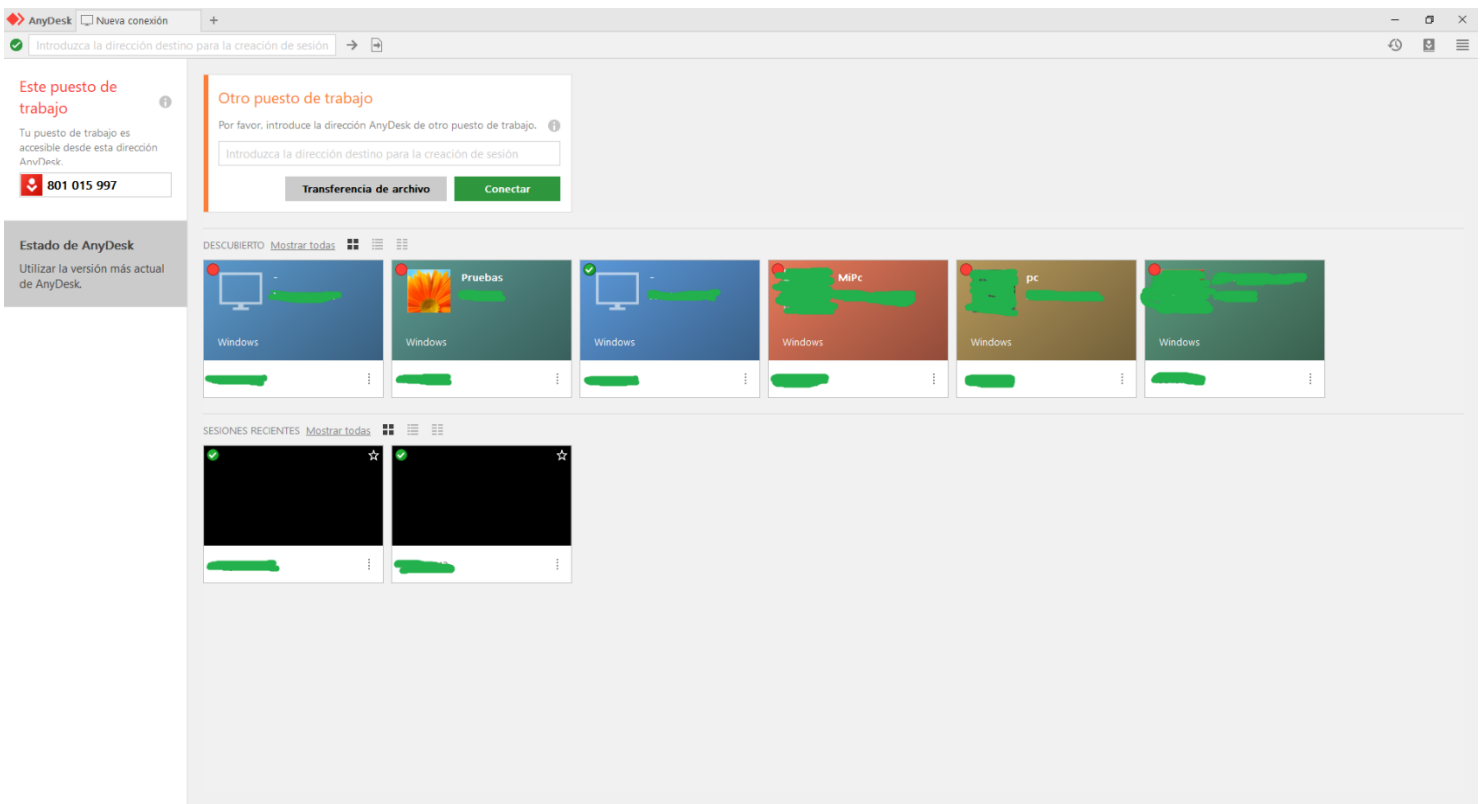 AnyDesk
Nueva conexión
+
Introduzca la dirección destino para la creación de sesión
Este puesto de
trabajo
Tu puesto de trabajo es
accesible desde esta dirección
AnyDesk.
801 015 997
Estado de AnyDesk
Utilizar la versión más actual
de AnyDesk.
Otro puesto de trabajo
Por favor, introduce la dirección AnyDesk de otro puesto de trabajo.
Introduzca la dirección destino para la creación de sesión
Transferencia de archivo
Conectar
DESCUBIERTO Mostrar todas
-
Windows
Pruebas
Windows
-
Windows
MiPc
Windows
pc
Windows
Windows
SESIONES RECIENTES Mostrar todas